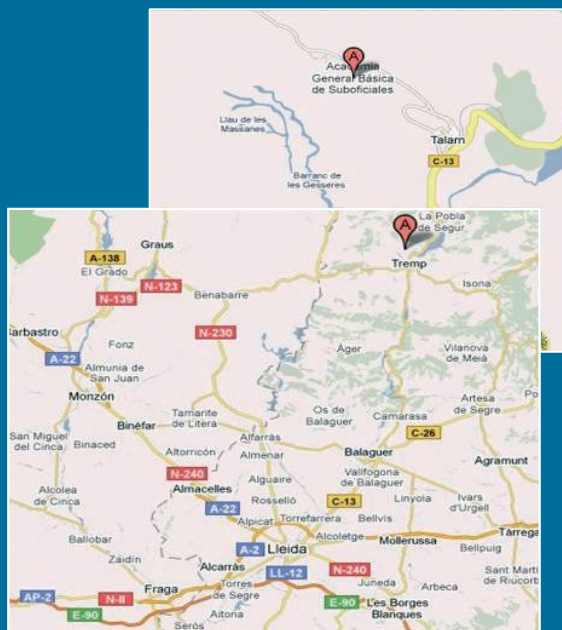 A
Academia
General Básica
de Suboficiales
Llau de les
Massanes
Talarn
C-13
Barranc de
les Gesseres
A
La Pobla
de Segur
Graus
A-138
Tremp
El Grado
N-123
Isona
N-139
Benabarre
Barbastro
N-230
Fonz
Àger
Vilanova
de Meià
A-22
Almunia de
San Juan
Monzón
Os de
Balaguer
Artesa
de Segre
Tamarite
de Litera
Camarasa
Binéfar
C-26
San Miguel
del Cinca
Binaced
Alfarràs
Altorricón
Almenar
Balaguer
Agramunt
N-240
Alguaire
Vallfogona
de Balaguer
Alcolea
de Cinca
Almacelles
Rosselló
C-13
Linyola
Ivars
d'Urgell
A-22
Alpicat
Torrefarrera
Bellvís
Ballobar
A-2
Lleida
Alcoletge
Mollerussa
Tàrrega
Zaidín
Bellpuig
Alcarràs
LL-12
N-240
Fraga
Torres
de Segre
Juneda
Arbeca
Sant Martí
de Riucorb
AP-2
N-II
E-90
Aitona
E-90
Les Borges
Blanques
Seròs